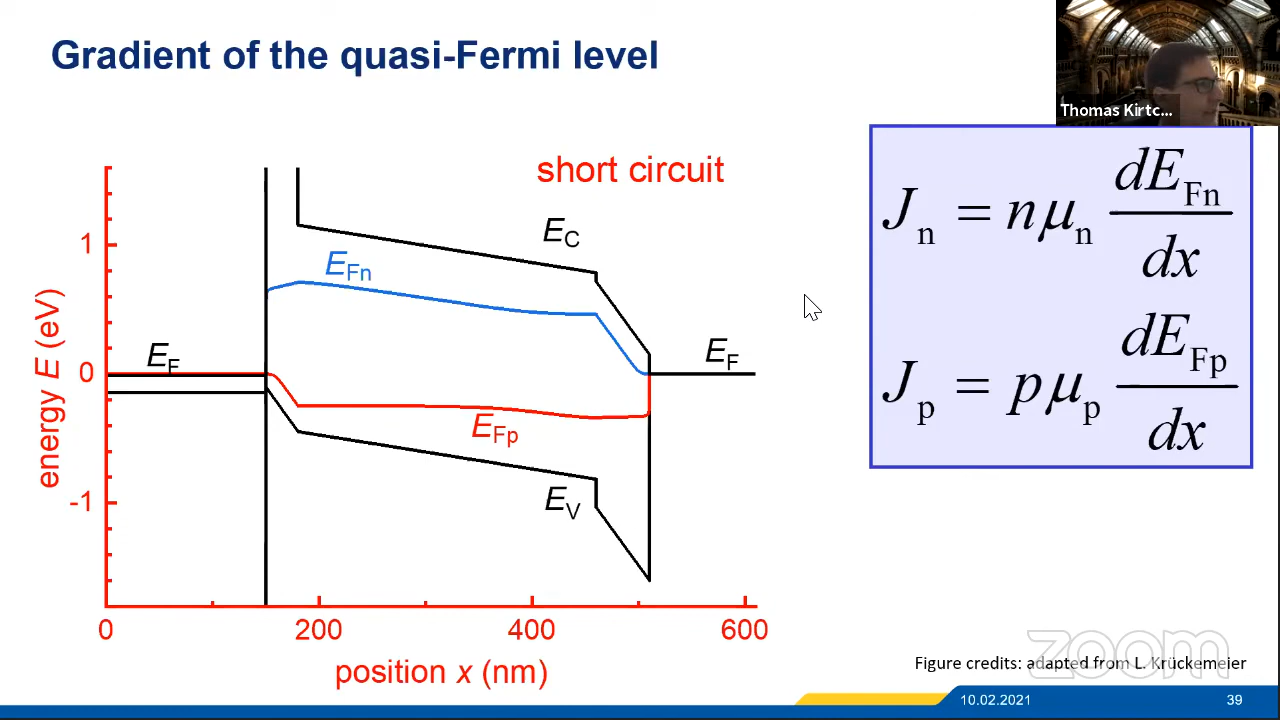 Gradient of the quasi-Fermi level
Thomas Kirtc...
short circuit
E_C
E_Fn
E_F
E_F
E_Fp
E_V
1
0
-1
energy E (eV)
0 200 400 600
position x (nm)
J_n = nμ_n dE_Fn/dx
J_p = pμ_p dE_Fp/dx
zoom
Figure credits: adapted from L. Krückemeier
10.02.2021 39